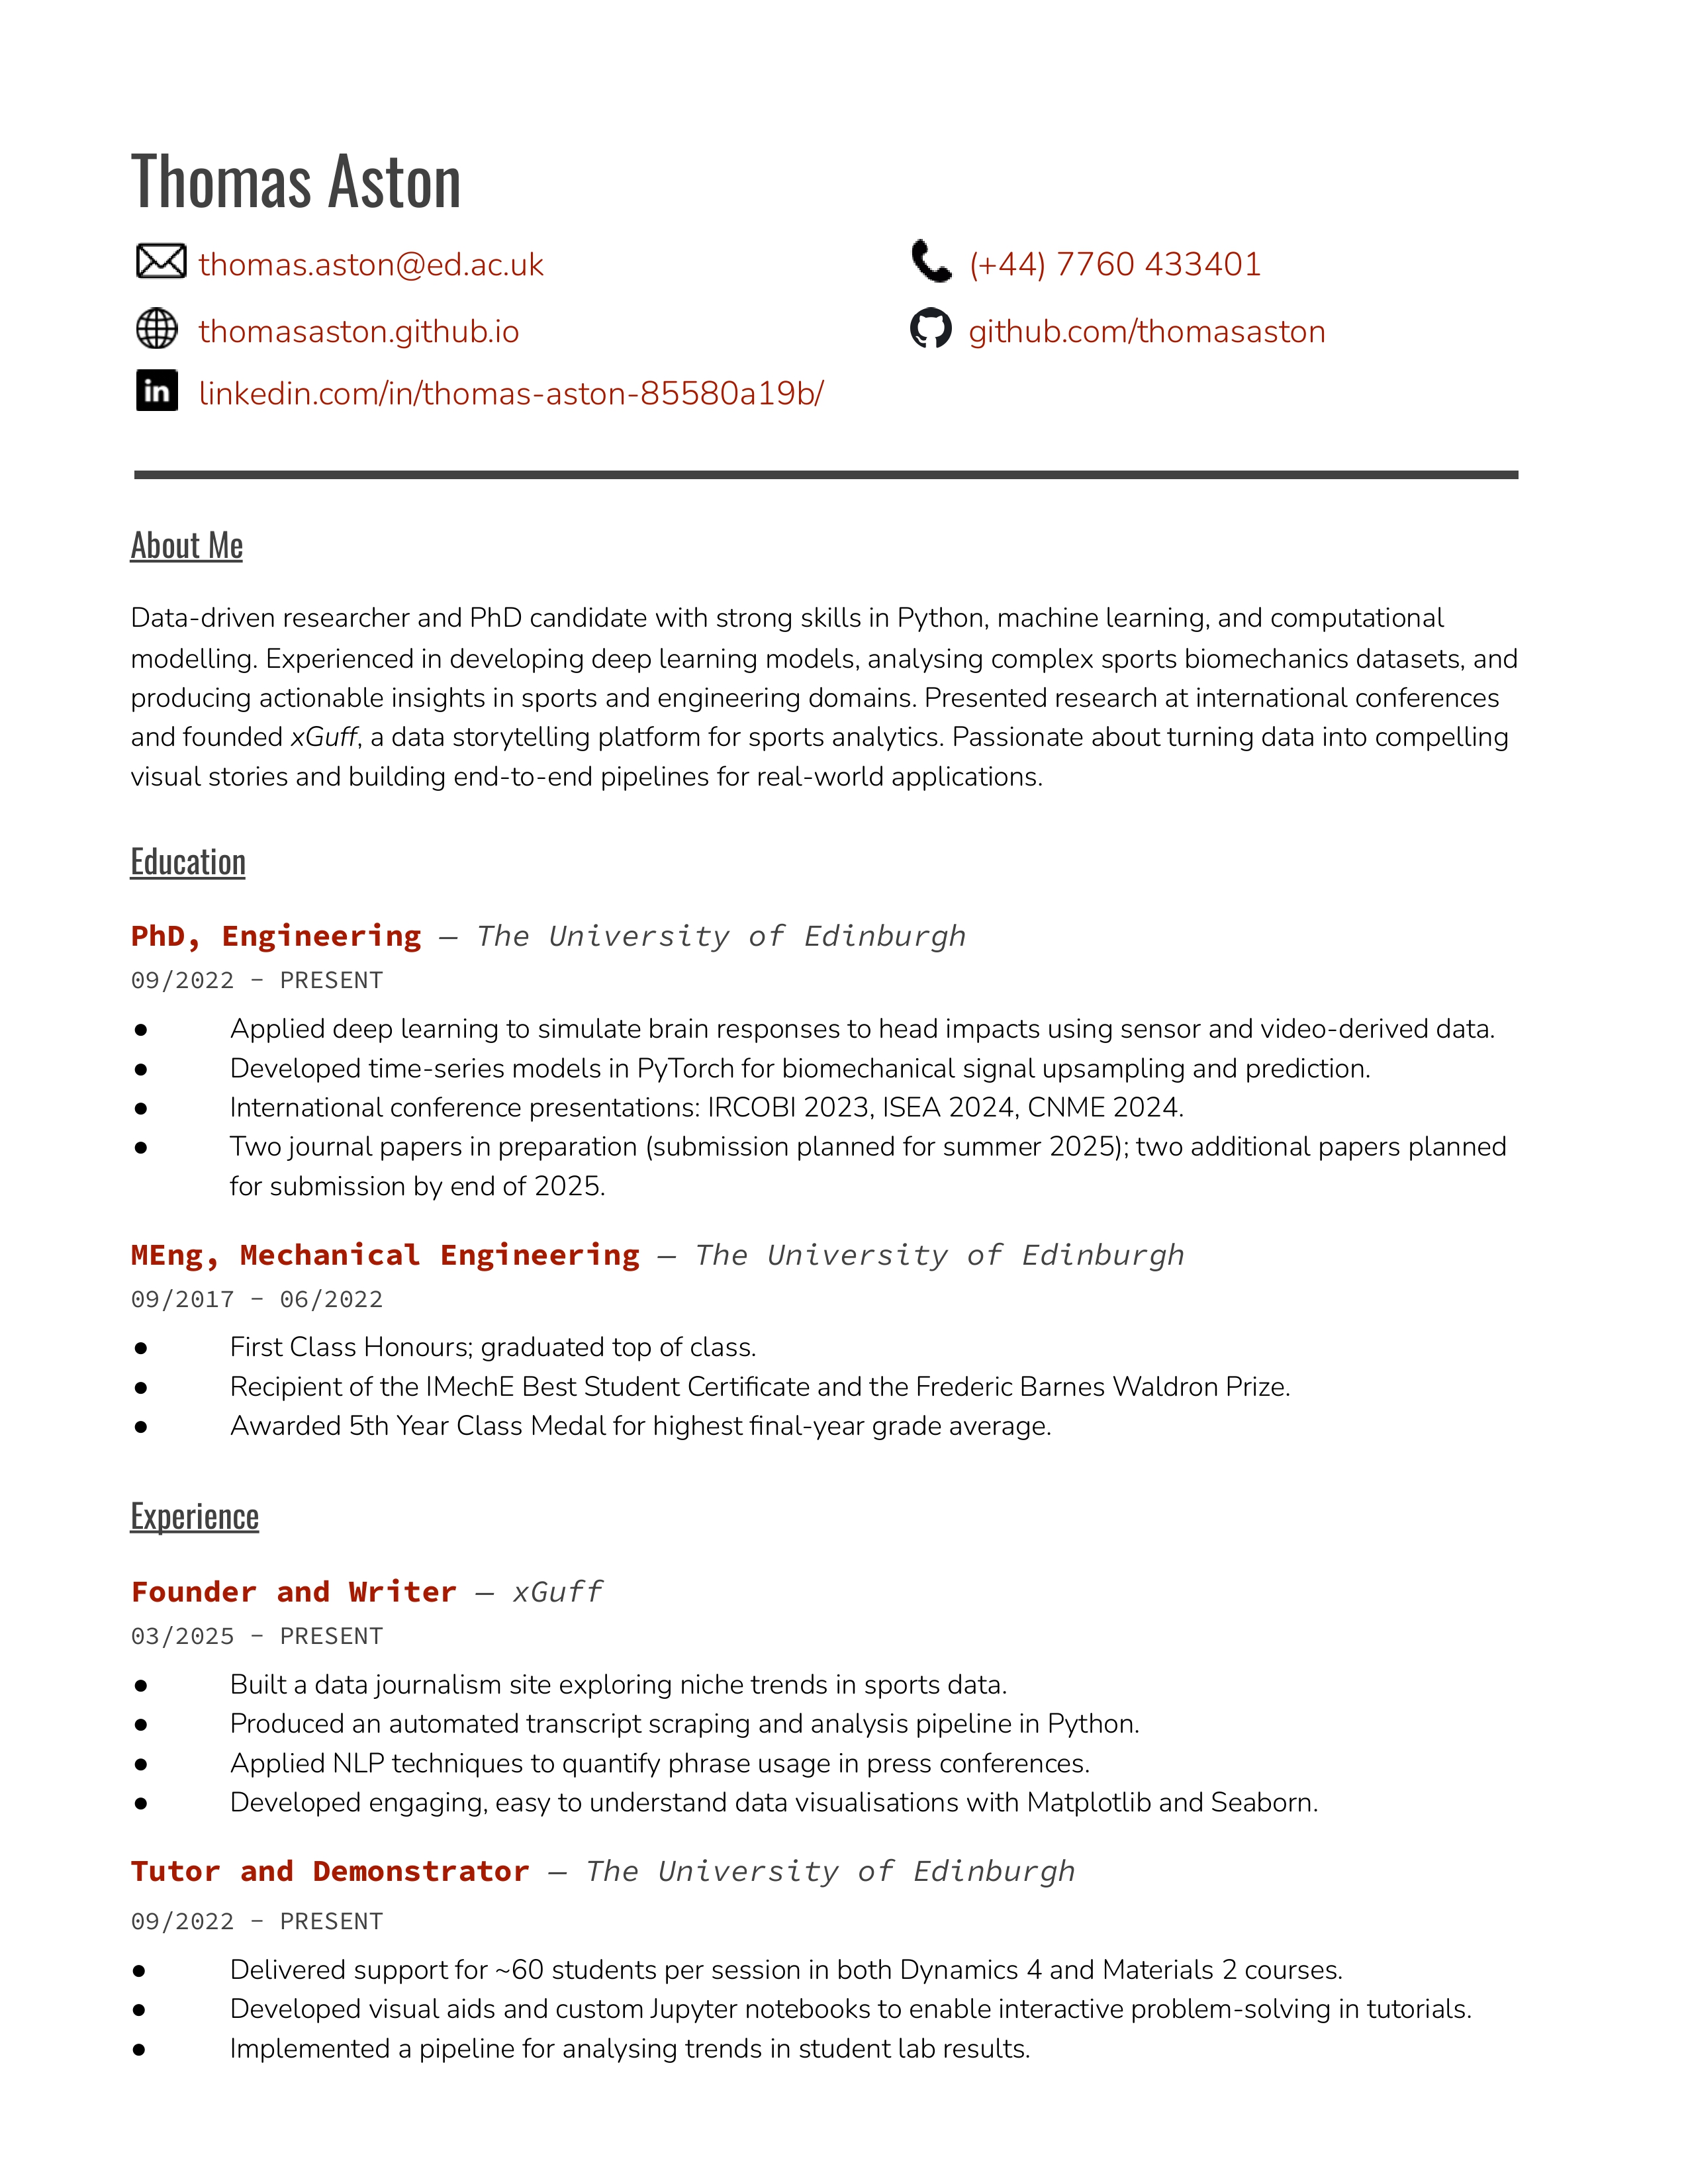 Thomas Aston
thomas.aston@ed.ac.uk
(+44) 7760 433401
thomasaston.github.io
github.com/thomasaston
in
linkedin.com/in/thomas-aston-85580a19b/
About Me
Data-driven researcher and PhD candidate with strong skills in Python, machine learning, and computational
modelling. Experienced in developing deep learning models, analysing complex sports biomechanics datasets, and
producing actionable insights in sports and engineering domains. Presented research at international conferences
and founded xGuff, a data storytelling platform for sports analytics. Passionate about turning data into compelling
visual stories and building end-to-end pipelines for real-world applications.
Education
PhD, Engineering — The University of Edinburgh
09/2022 - PRESENT
● Applied deep learning to simulate brain responses to head impacts using sensor and video-derived data.
● Developed time-series models in PyTorch for biomechanical signal upsampling and prediction.
● International conference presentations: IRCOBI 2023, ISEA 2024, CNME 2024.
● Two journal papers in preparation (submission planned for summer 2025); two additional papers planned
for submission by end of 2025.
MEng, Mechanical Engineering — The University of Edinburgh
09/2017 - 06/2022
● First Class Honours; graduated top of class.
● Recipient of the IMechE Best Student Certificate and the Frederic Barnes Waldron Prize.
● Awarded 5th Year Class Medal for highest final-year grade average.
Experience
Founder and Writer — xGuff
03/2025 - PRESENT
● Built a data journalism site exploring niche trends in sports data.
● Produced an automated transcript scraping and analysis pipeline in Python.
● Applied NLP techniques to quantify phrase usage in press conferences.
● Developed engaging, easy to understand data visualisations with Matplotlib and Seaborn.
Tutor and Demonstrator — The University of Edinburgh
09/2022 - PRESENT
● Delivered support for ~60 students per session in both Dynamics 4 and Materials 2 courses.
● Developed visual aids and custom Jupyter notebooks to enable interactive problem-solving in tutorials.
● Implemented a pipeline for analysing trends in student lab results.